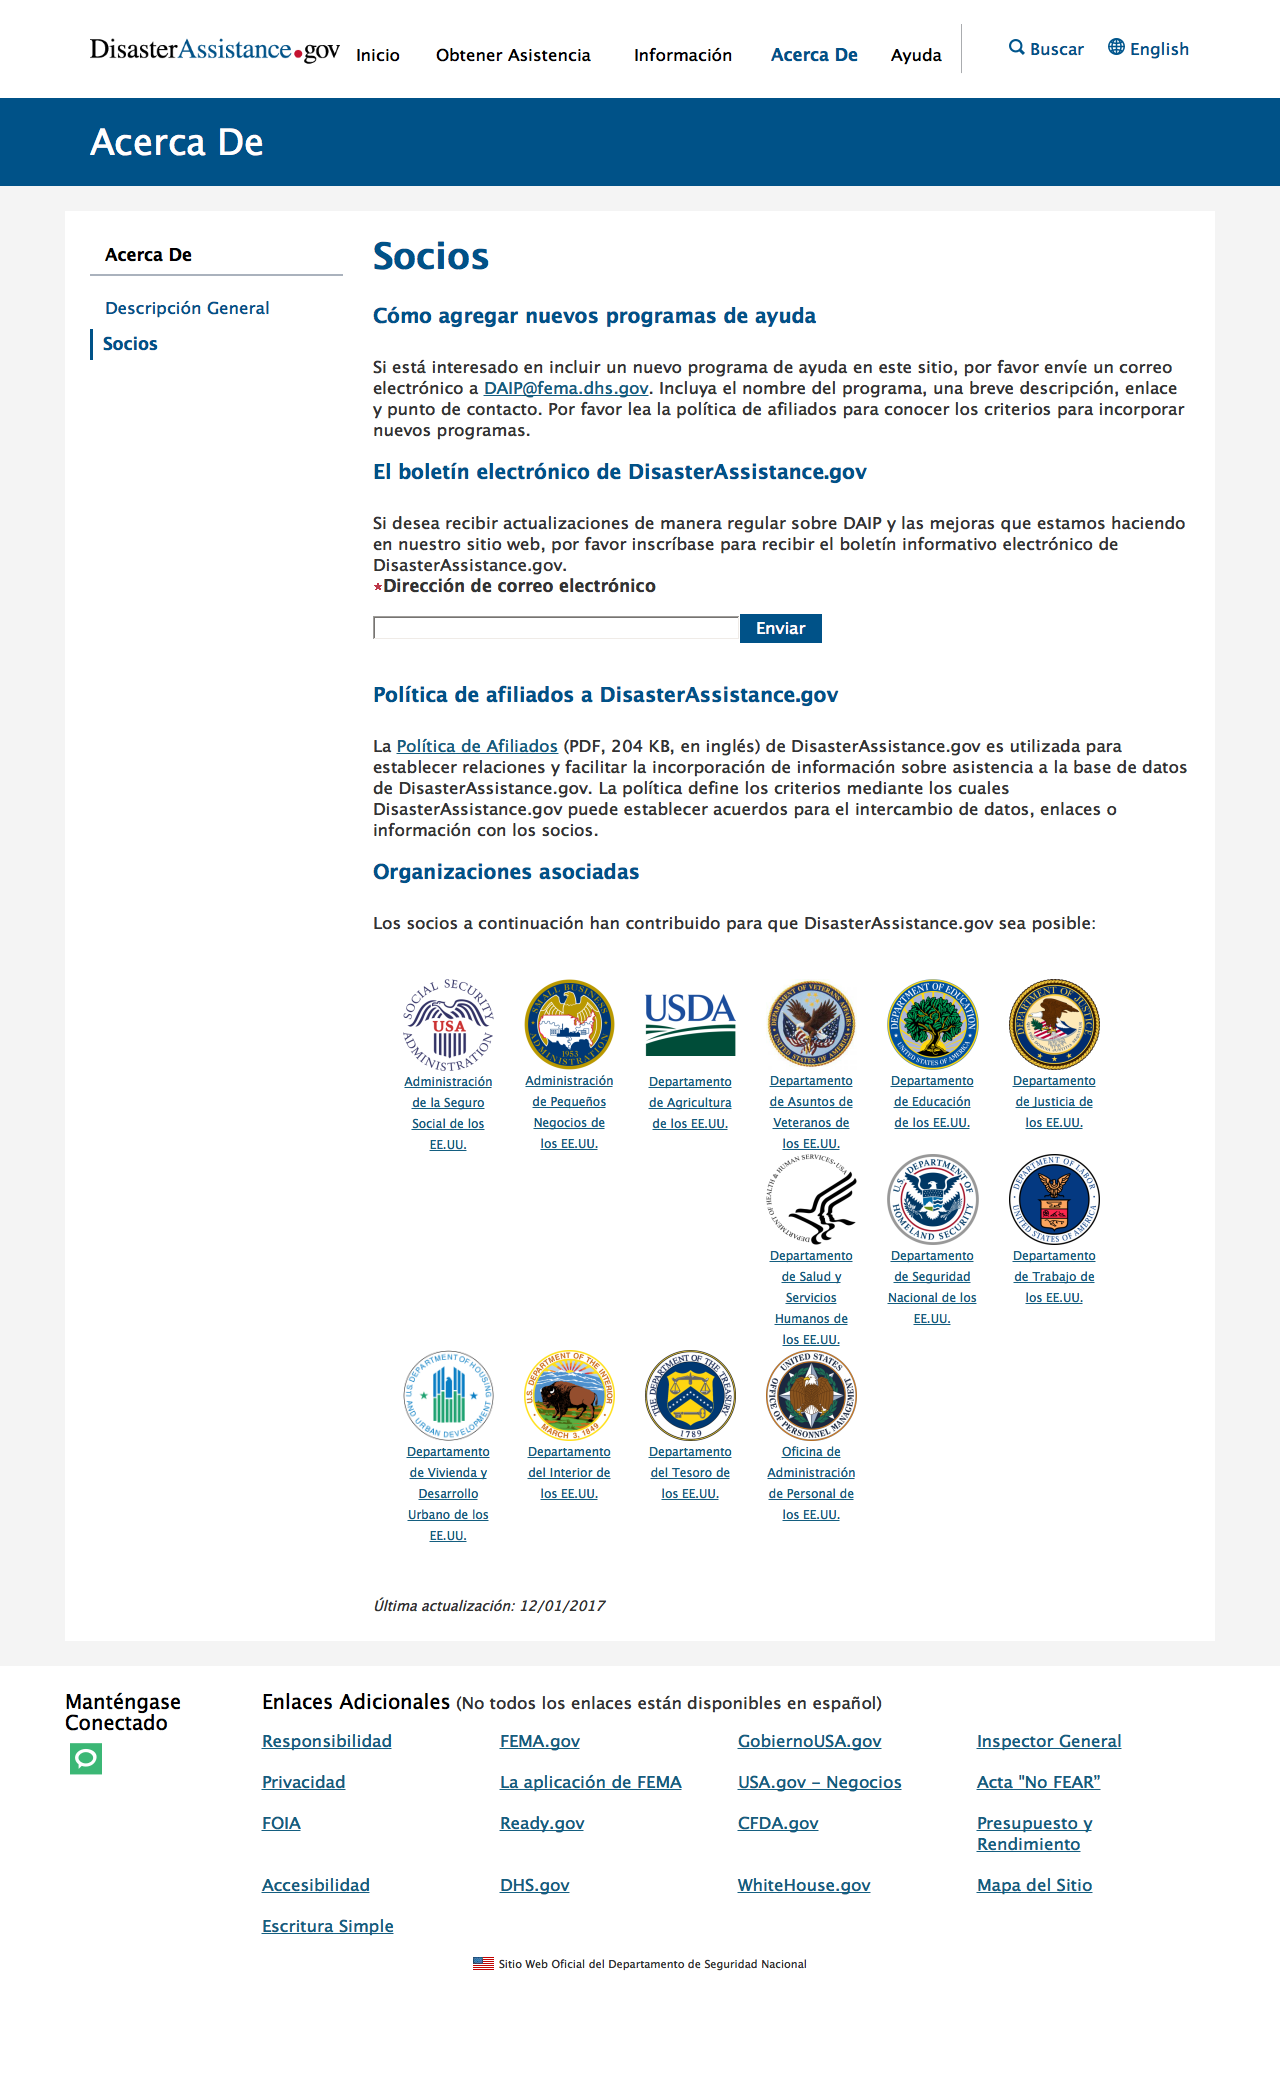 DisasterAssistance.gov
Inicio
Obtener Asistencia
Información
Acerca De
Ayuda
Buscar
English
Acerca De
Acerca De
Descripción General
Socios
Socios
Cómo agregar nuevos programas de ayuda
Si está interesado en incluir un nuevo programa de ayuda en este sitio, por favor envíe un correo
electrónico a DAIP@fema.dhs.gov. Incluya el nombre del programa, una breve descripción, enlace
y punto de contacto. Por favor lea la política de afiliados para conocer los criterios para incorporar
nuevos programas.
El boletín electrónico de DisasterAssistance.gov
Si desea recibir actualizaciones de manera regular sobre DAIP y las mejoras que estamos haciendo
en nuestro sitio web, por favor inscríbase para recibir el boletín informativo electrónico de
DisasterAssistance.gov.
*Dirección de correo electrónico
Enviar
Política de afiliados a DisasterAssistance.gov
La Política de Afiliados (PDF, 204 KB, en inglés) de DisasterAssistance.gov es utilizada para
establecer relaciones y facilitar la incorporación de información sobre asistencia a la base de datos
de DisasterAssistance.gov. La política define los criterios mediante los cuales
DisasterAssistance.gov puede establecer acuerdos para el intercambio de datos, enlaces o
información con los socios.
Organizaciones asociadas
Los socios a continuación han contribuido para que DisasterAssistance.gov sea posible:
SOCIAL SECURITY
USA
ADMINISTRATION
Administración
de la Seguro
Social de los
EE.UU.
SMALL BUSINESS
1953
ADMINISTRATION
Administración
de Pequeños
Negocios de
los EE.UU.
USDA
Departamento
de Agricultura
de los EE.UU.
DEPARTMENT OF VETERANS AFFAIRS
UNITED STATES OF AMERICA
Departamento
de Asuntos de
Veteranos de
los EE.UU.
DEPARTMENT OF EDUCATION
UNITED STATES OF AMERICA
Departamento
de Educación
de los EE.UU.
DEPARTMENT OF JUSTICE
Departamento
de Justicia de
los EE.UU.
DEPARTMENT OF HEALTH & HUMAN SERVICES • USA
Departamento
de Salud y
Servicios
Humanos de
los EE.UU.
U.S. DEPARTMENT OF
HOMELAND SECURITY
Departamento
de Seguridad
Nacional de los
EE.UU.
DEPARTMENT OF LABOR
UNITED STATES OF AMERICA
Departamento
de Trabajo de
los EE.UU.
U.S. DEPARTMENT OF HOUSING
AND URBAN DEVELOPMENT
Departamento
de Vivienda y
Desarrollo
Urbano de los
EE.UU.
U.S. DEPARTMENT OF THE INTERIOR
MARCH 3, 1849
Departamento
del Interior de
los EE.UU.
THE DEPARTMENT OF THE TREASURY
1789
Departamento
del Tesoro de
los EE.UU.
UNITED STATES
OFFICE OF PERSONNEL MANAGEMENT
Oficina de
Administración
de Personal de
los EE.UU.
Última actualización: 12/01/2017
Manténgase
Conectado
Enlaces Adicionales (No todos los enlaces están disponibles en español)
Responsibilidad
FEMA.gov
GobiernoUSA.gov
Inspector General
Privacidad
La aplicación de FEMA
USA.gov – Negocios
Acta "No FEAR”
FOIA
Ready.gov
CFDA.gov
Presupuesto y
Rendimiento
Accesibilidad
DHS.gov
WhiteHouse.gov
Mapa del Sitio
Escritura Simple
Sitio Web Oficial del Departamento de Seguridad Nacional